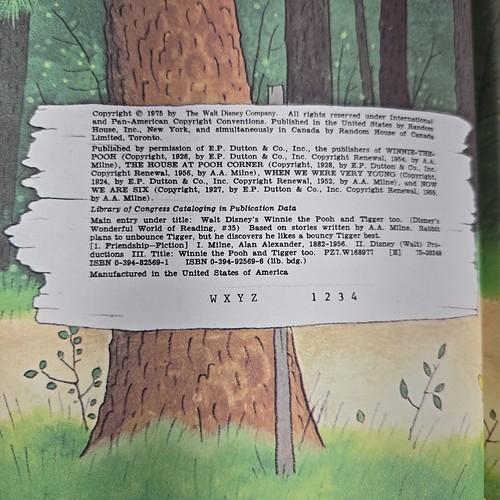 Copyright © 1975 by The Walt Disney Company. All rights reserved under International
and Pan-American Copyright Conventions. Published in the United States by Random
House, Inc., New York, and simultaneously in Canada by Random House of Canada
Limited, Toronto.
Published by permission of E.P. Dutton & Co., Inc., the publishers of WINNIE-THE-
POOH (Copyright, 1926, by E.P. Dutton & Co., Inc. Copyright Renewal, 1954, by A.A.
Milne), THE HOUSE AT POOH CORNER (Copyright, 1928, by E.P. Dutton & Co., Inc.
Copyright Renewal, 1956, by A.A. Milne), WHEN WE WERE VERY YOUNG (Copyright,
1924, by E.P. Dutton & Co., Inc Copyright Renewal, 1952, by A.A. Milne), and NOW
WE ARE SIX (Copyright, 1927, by E.P. Dutton & Co., Inc. Copyright Renewal, 1955,
by A.A. Milne).
Library of Congress Cataloging in Publication Data
Main entry under title: Walt Disney's Winnie the Pooh and Tigger too. (Disney's
Wonderful World of Reading, #35) Based on stories written by A.A. Milne. Rabbit
plans to unbounce Tigger, but he discovers he likes a bouncy Tigger best.
[1. Friendship—Fiction] I. Milne, Alan Alexander, 1882-1956. II. Disney (Walt) Pro-
ductions III. Title: Winnie the Pooh and Tigger too. PZ7.W168977 [E] 75-20349
ISBN 0-394-82569-1 ISBN 0-394-92569-6 (lib. bdg.)
Manufactured in the United States of America
W X Y Z 1 2 3 4